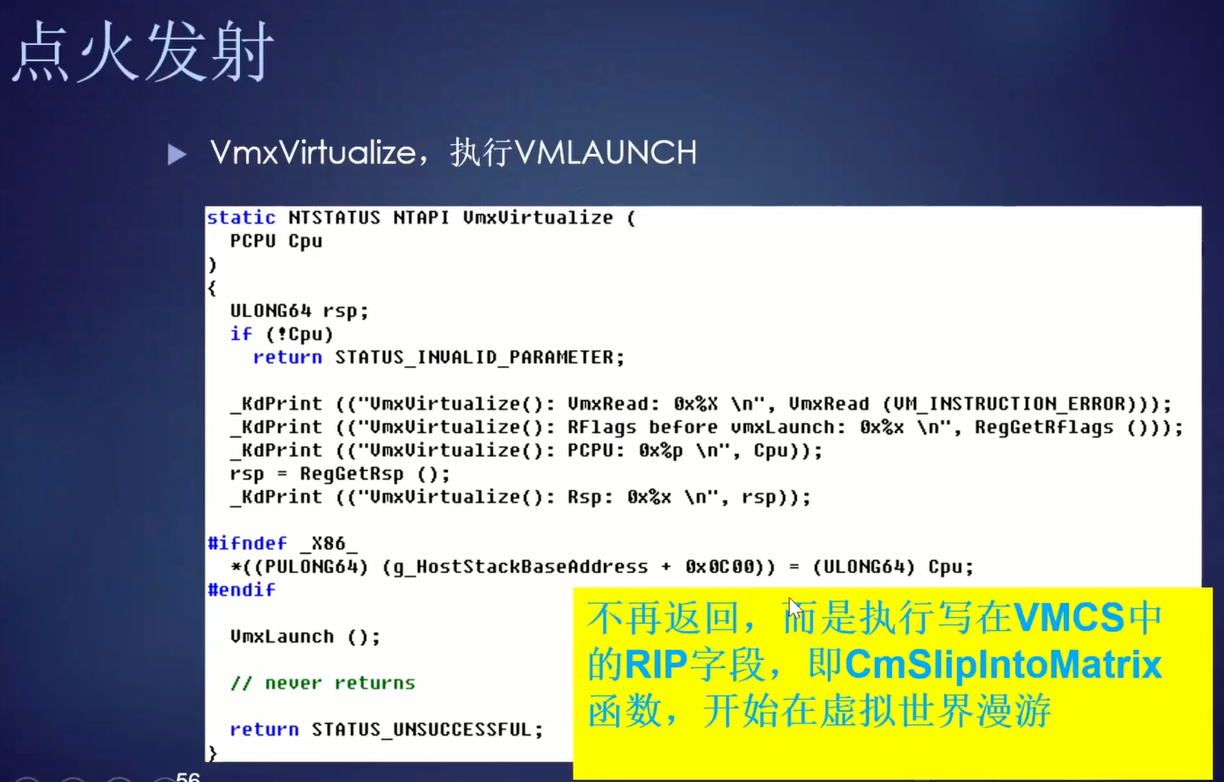 点火发射
VmxVirtualize，执行VMLAUNCH
static NTSTATUS NTAPI VmxVirtualize (
PCPU Cpu
)
{
ULONG64 rsp;
if (!Cpu)
return STATUS_INVALID_PARAMETER;
_KdPrint (("VmxVirtualize(): VmxRead: 0x%X \n", VmxRead (VM_INSTRUCTION_ERROR)));
_KdPrint (("VmxVirtualize(): RFlags before vmxLaunch: 0x%x \n", RegGetRflags ()));
_KdPrint (("VmxVirtualize(): PCPU: 0x%p \n", Cpu));
rsp = RegGetRsp ();
_KdPrint (("VmxVirtualize(): Rsp: 0x%x \n", rsp));
#ifndef _X86_
*((PULONG64) (g_HostStackBaseAddress + 0x0C00)) = (ULONG64) Cpu;
#endif
VmxLaunch ();
// never returns
return STATUS_UNSUCCESSFUL;
}
不再返回，而是执行写在VMCS中
的RIP字段，即CmSlipIntoMatrix
函数，开始在虚拟世界漫游
56